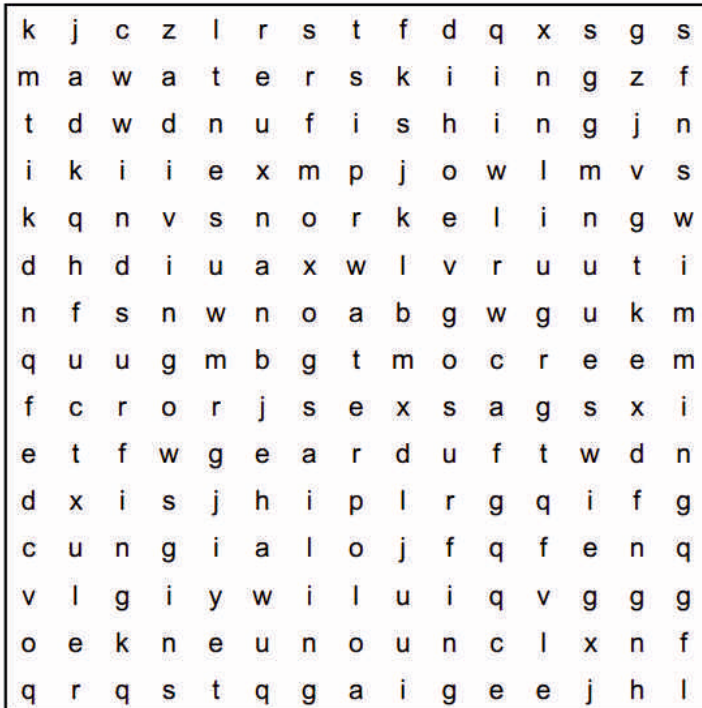 k j c z l r s t f d q x s g s
m a w a t e r s k i i n g z f
t d w d n u f i s h i n g j n
i k i i e x m p j o w l m v s
k q n v s n o r k e l i n g w
d h d i u a x w l v r u u t i
n f s n w n o a b g w g u k m
q u u g m b g t m o c r e e m
f c r o r j s e x s a g s x i
e t f w g e a r d u f t w d n
d x i s j h i p l r g q i f g
c u n g i a l o j f q f e n q
v l g i y w i l u i q v g g g
o e k n e u n o u n c l x n f
q r q s t q g a i g e e j h l